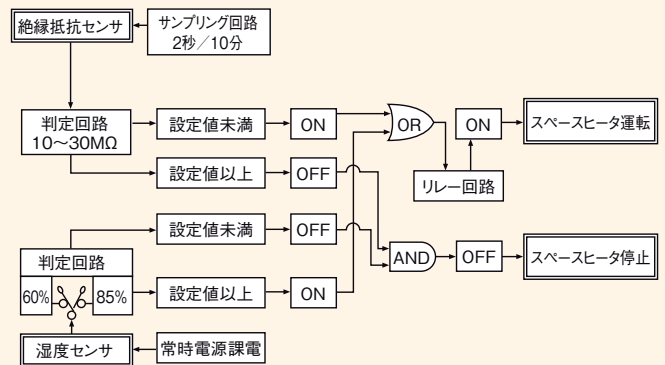 絶縁抵抗センサ
サンプリング回路
2秒／10分
判定回路
10〜30MΩ
設定値未満
ON
OR
ON
スペースヒータ運転
設定値以上
OFF
リレー回路
設定値未満
OFF
判定回路
60%
85%
設定値以上
ON
AND
OFF
スペースヒータ停止
湿度センサ
常時電源課電